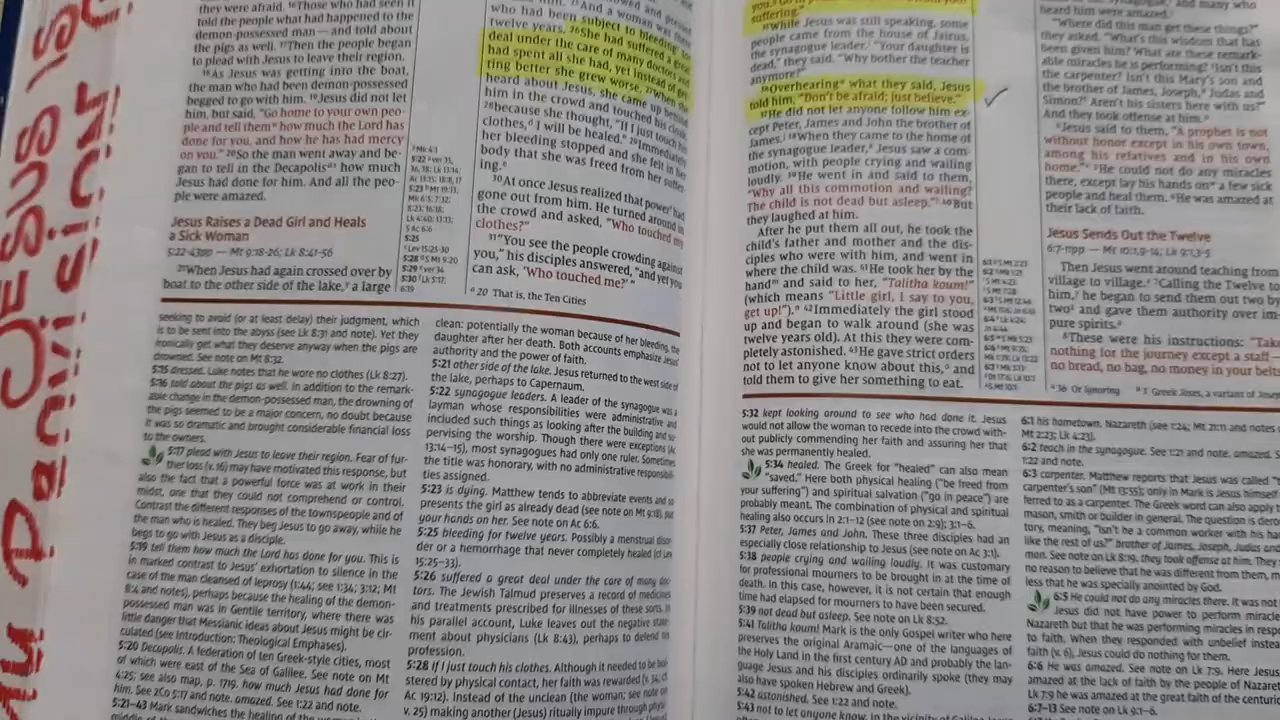 JESUS IS
My Panvi sinor
they were afraid. ¹⁶Those who had seen it
told the people what had happened to the
demon-possessed man — and told about
the pigs as well. ¹⁷Then the people began
to plead with Jesus to leave their region.
¹⁸As Jesus was getting into the boat,
the man who had been demon-possessed
begged to go with him. ¹⁹Jesus did not let
him, but said, "Go home to your own peo-
ple and tell them how much the Lord has
done for you, and how he has had mercy
on you." ²⁰So the man went away and be-
gan to tell in the Decapolis how much
Jesus had done for him. And all the peo-
ple were amazed.
Jesus Raises a Dead Girl and Heals
a Sick Woman
5:22-43pp — Mt 9:18-26; Lk 8:41-56
²¹When Jesus had again crossed over by
boat to the other side of the lake, a large
And a woman was there
who had been subject to bleeding for
twelve years. ²⁶She had suffered a great
deal under the care of many doctors and
had spent all she had, yet instead of get-
ting better she grew worse. ²⁷When she
heard about Jesus, she came up behind
him in the crowd and touched his cloak,
²⁸because she thought, "If I just touch his
clothes, I will be healed." ²⁹Immediately
her bleeding stopped and she felt in her
body that she was freed from her suffer-
ing.
³⁰At once Jesus realized that power had
gone out from him. He turned around in
the crowd and asked, "Who touched my
clothes?"
³¹"You see the people crowding against
you," his disciples answered, "and yet you
can ask, 'Who touched me?'"
ᵃ 20 That is, the Ten Cities
seeking to avoid (or at least delay) their judgment, which
is to be sent into the abyss (see Lk 8:31 and note). Yet they
ironically get what they deserve anyway when the pigs are
drowned. See note on Mt 8:32.
5:15 dressed. Luke notes that he wore no clothes (Lk 8:27).
5:16 told about the pigs as well. In addition to the remark-
able change in the demon-possessed man, the drowning of
the pigs seemed to be a major concern, no doubt because
it was so dramatic and brought considerable financial loss
to the owners.
5:17 plead with Jesus to leave their region. Fear of fur-
ther loss (v. 16) may have motivated this response, but
also the fact that a powerful force was at work in their
midst, one that they could not comprehend or control.
Contrast the different responses of the townspeople and of
the man who is healed. They beg Jesus to go away, while he
begs to go with Jesus as a disciple.
5:19 tell them how much the Lord has done for you. This is
in marked contrast to Jesus' exhortation to silence in the
case of the man cleansed of leprosy (1:44; see 1:34; 3:12; Mt
8:4 and notes), perhaps because the healing of the demon-
possessed man was in Gentile territory, where there was
little danger that Messianic ideas about Jesus might be cir-
culated (see Introduction: Theological Emphases).
5:20 Decapolis. A federation of ten Greek-style cities, most
of which were east of the Sea of Galilee. See note on Mt
4:25; see also map, p. 1719. how much Jesus had done for
him. See 2Co 5:17 and note. amazed. See 1:22 and note.
5:21–43 Mark sandwiches the healing of the woman
clean: potentially the woman because of her bleeding, the
daughter after her death. Both accounts emphasize Jesus'
authority and the power of faith.
5:21 other side of the lake. Jesus returned to the west side of
the lake, perhaps to Capernaum.
5:22 synagogue leaders. A leader of the synagogue was a
layman whose responsibilities were administrative and
included such things as looking after the building and su-
pervising the worship. Though there were exceptions (Ac
13:14–15), most synagogues had only one ruler. Sometimes
the title was honorary, with no administrative responsibili-
ties assigned.
5:23 is dying. Matthew tends to abbreviate events and so
presents the girl as already dead (see note on Mt 9:18). put
your hands on her. See note on Ac 6:6.
5:25 bleeding for twelve years. Possibly a menstrual disor-
der or a hemorrhage that never completely healed (cf. Lev
15:25–33).
5:26 suffered a great deal under the care of many doc-
tors. The Jewish Talmud preserves a record of medicines
and treatments prescribed for illnesses of these sorts. In
his parallel account, Luke leaves out the negative state-
ment about physicians (Lk 8:43), perhaps to defend his
profession.
5:28 If I just touch his clothes. Although it needed to be bol-
stered by physical contact, her faith was rewarded (v. 34; cf.
Ac 19:12). Instead of the unclean (the woman; see note on
v. 25) making another (Jesus) ritually impure through physi-
suffering."
³⁵While Jesus was still speaking, some
people came from the house of Jairus,
the synagogue leader. "Your daughter is
dead," they said. "Why bother the teacher
anymore?"
³⁶Overhearing what they said, Jesus
told him, "Don't be afraid; just believe."
³⁷He did not let anyone follow him ex-
cept Peter, James and John the brother of
James. ³⁸When they came to the home of
the synagogue leader, Jesus saw a com-
motion, with people crying and wailing
loudly. ³⁹He went in and said to them,
"Why all this commotion and wailing?
The child is not dead but asleep." ⁴⁰But
they laughed at him.
After he put them all out, he took the
child's father and mother and the dis-
ciples who were with him, and went in
where the child was. ⁴¹He took her by the
hand and said to her, "Talitha koum!"
(which means "Little girl, I say to you,
get up!"). ⁴²Immediately the girl stood
up and began to walk around (she was
twelve years old). At this they were com-
pletely astonished. ⁴³He gave strict orders
not to let anyone know about this, and
told them to give her something to eat.
and many who
heard him were amazed.
"Where did this man get these things?"
they asked. "What's this wisdom that has
been given him? What are these remark-
able miracles he is performing? ³Isn't this
the carpenter? Isn't this Mary's son and
the brother of James, Joseph, Judas and
Simon? Aren't his sisters here with us?"
And they took offense at him.
⁴Jesus said to them, "A prophet is not
without honor except in his own town,
among his relatives and in his own
home." ⁵He could not do any miracles
there, except lay his hands on a few sick
people and heal them. ⁶He was amazed at
their lack of faith.
Jesus Sends Out the Twelve
6:7-11pp — Mt 10:1,9-14; Lk 9:1,3-5
Then Jesus went around teaching from
village to village. ⁷Calling the Twelve to
him, he began to send them out two by
two and gave them authority over im-
pure spirits.
⁸These were his instructions: "Take
nothing for the journey except a staff —
no bread, no bag, no money in your belts
ᵃ 36 Or Ignoring ᵇ 3 Greek Joses, a variant of
5:32 kept looking around to see who had done it. Jesus
would not allow the woman to recede into the crowd with-
out publicly commending her faith and assuring her that
she was permanently healed.
5:34 healed. The Greek for "healed" can also mean
"saved." Here both physical healing ("be freed from
your suffering") and spiritual salvation ("go in peace") are
probably meant. The combination of physical and spiritual
healing also occurs in 2:1–12 (see note on 2:9); 3:1–6.
5:37 Peter, James and John. These three disciples had an
especially close relationship to Jesus (see note on Ac 3:1).
5:38 people crying and wailing loudly. It was customary
for professional mourners to be brought in at the time of
death. In this case, however, it is not certain that enough
time had elapsed for mourners to have been secured.
5:39 not dead but asleep. See note on Lk 8:52.
5:41 Talitha koum! Mark is the only Gospel writer who here
preserves the original Aramaic—one of the languages of
the Holy Land in the first century AD and probably the lan-
guage Jesus and his disciples ordinarily spoke (they may
also have spoken Hebrew and Greek).
5:42 astonished. See 1:22 and note.
5:43 not to let anyone know. In the vicinity of
6:1 his hometown. Nazareth (see 1:24; Mt 21:11 and notes
Mt 2:23; Lk 4:23).
6:2 teach in the synagogue. See 1:21 and note. amazed. S
1:22 and note.
6:3 carpenter. Matthew reports that Jesus was called "t
carpenter's son" (Mt 13:55); only in Mark is Jesus himself
ferred to as a carpenter. The Greek word can also apply t
mason, smith or builder in general. The question is dero
tory, meaning, "Isn't he a common worker with his ha
like the rest of us?" brother of James, Joseph, Judas and
mon. See note on Lk 8:19. they took offense at him. They
no reason to believe that he was different from them, m
less that he was specially anointed by God.
6:5 He could not do any miracles there. It was not
Jesus did not have power to perform miracle
Nazareth but that he was performing miracles in resp
to faith. When they responded with unbelief instea
faith (v. 6), Jesus could do nothing for them.
6:6 He was amazed. See note on Lk 7:9. Here Jesus
amazed at the lack of faith by the people of Nazaret
Lk 7:9 he was amazed at the great faith of the centuri
6:7–13 See note on Lk 9:1–6.